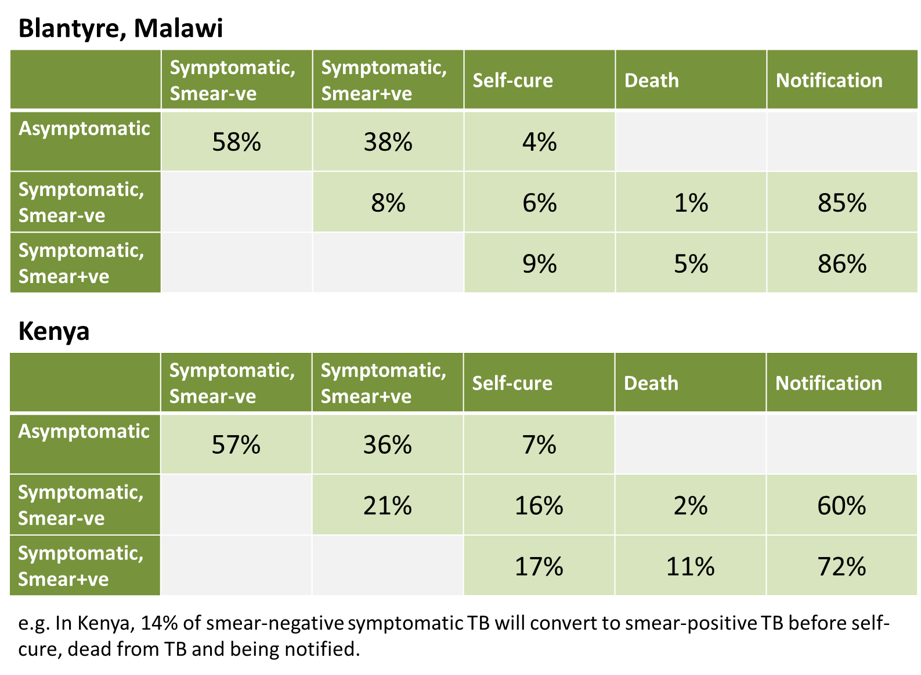 Blantyre, Malawi
Symptomatic, Smear-ve Symptomatic, Smear+ve Self-cure Death Notification
Asymptomatic 58% 38% 4%
Symptomatic, Smear-ve 8% 6% 1% 85%
Symptomatic, Smear+ve 9% 5% 86%
Kenya
Symptomatic, Smear-ve Symptomatic, Smear+ve Self-cure Death Notification
Asymptomatic 57% 36% 7%
Symptomatic, Smear-ve 21% 16% 2% 60%
Symptomatic, Smear+ve 17% 11% 72%
e.g. In Kenya, 14% of smear-negative symptomatic TB will convert to smear-positive TB before self-
cure, dead from TB and being notified.